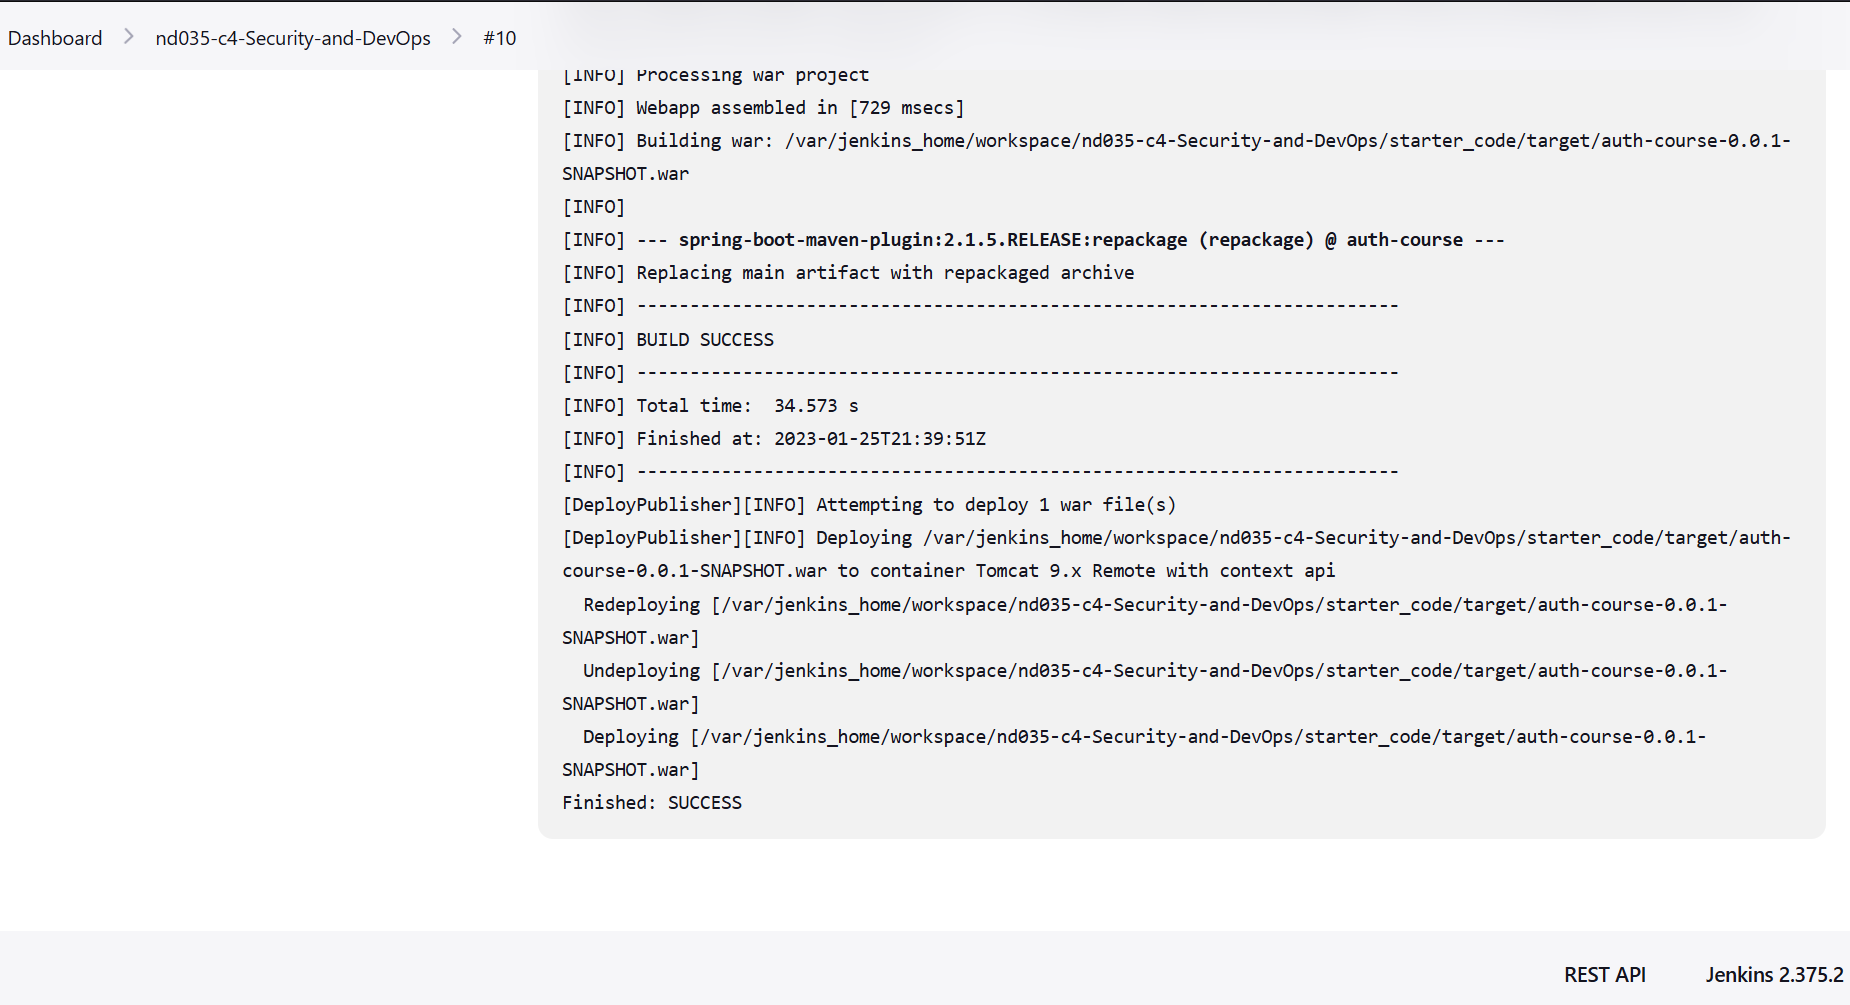 Dashboard > nd035-c4-Security-and-DevOps > #10
[INFO] Processing war project
[INFO] Webapp assembled in [729 msecs]
[INFO] Building war: /var/jenkins_home/workspace/nd035-c4-Security-and-DevOps/starter_code/target/auth-course-0.0.1-
SNAPSHOT.war
[INFO]
[INFO] --- spring-boot-maven-plugin:2.1.5.RELEASE:repackage (repackage) @ auth-course ---
[INFO] Replacing main artifact with repackaged archive
[INFO] ------------------------------------------------------------------------
[INFO] BUILD SUCCESS
[INFO] ------------------------------------------------------------------------
[INFO] Total time:  34.573 s
[INFO] Finished at: 2023-01-25T21:39:51Z
[INFO] ------------------------------------------------------------------------
[DeployPublisher][INFO] Attempting to deploy 1 war file(s)
[DeployPublisher][INFO] Deploying /var/jenkins_home/workspace/nd035-c4-Security-and-DevOps/starter_code/target/auth-
course-0.0.1-SNAPSHOT.war to container Tomcat 9.x Remote with context api
  Redeploying [/var/jenkins_home/workspace/nd035-c4-Security-and-DevOps/starter_code/target/auth-course-0.0.1-
SNAPSHOT.war]
  Undeploying [/var/jenkins_home/workspace/nd035-c4-Security-and-DevOps/starter_code/target/auth-course-0.0.1-
SNAPSHOT.war]
  Deploying [/var/jenkins_home/workspace/nd035-c4-Security-and-DevOps/starter_code/target/auth-course-0.0.1-
SNAPSHOT.war]
Finished: SUCCESS
REST API Jenkins 2.375.2